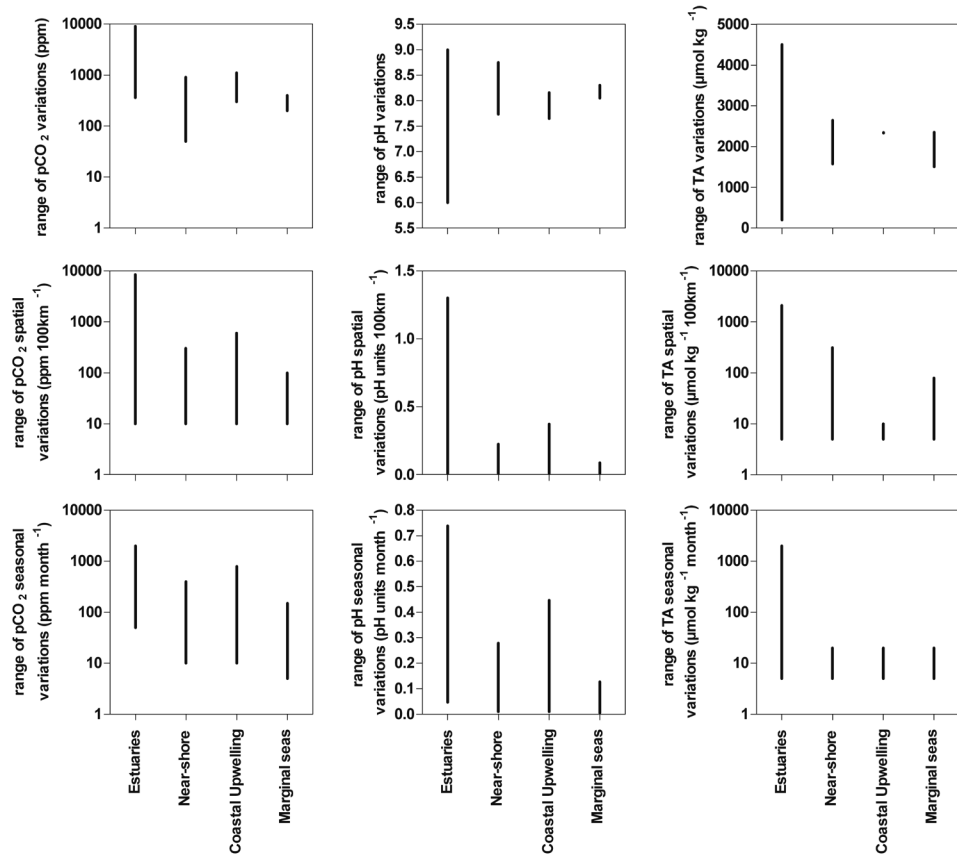 range of pCO 2 variations (ppm)
10000
1000
100
10
1
range of pH variations
9.5
9.0
8.5
8.0
7.5
7.0
6.5
6.0
5.5
range of TA variations (µmol kg -1)
5000
4000
3000
2000
1000
0
range of pCO 2 spatial
variations (ppm 100km -1)
10000
1000
100
10
1
range of pH spatial
variations (pH units 100km -1)
1.5
1.0
0.5
0.0
range of TA spatial
variations (µmol kg -1 100km -1)
10000
1000
100
10
1
range of pCO 2 seasonal
variations (ppm month -1)
10000
1000
100
10
1
range of pH seasonal
variations (pH units month -1)
0.8
0.7
0.6
0.5
0.4
0.3
0.2
0.1
0.0
range of TA seasonal
variations (µmol kg -1 month -1)
10000
1000
100
10
1
Estuaries
Near-shore
Coastal Upwelling
Marginal seas
Estuaries
Near-shore
Coastal Upwelling
Marginal seas
Estuaries
Near-shore
Coastal Upwelling
Marginal seas